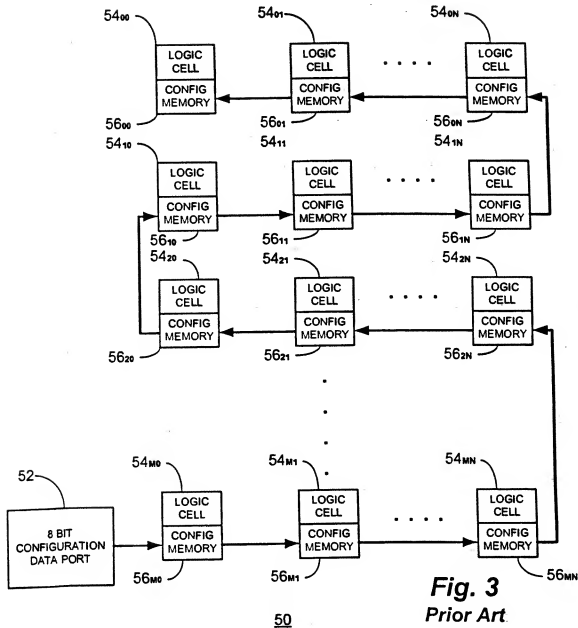 54₀₀ 54₀₁ 54₀N
LOGIC CELL LOGIC CELL . . . . LOGIC CELL
CONFIG MEMORY CONFIG MEMORY CONFIG MEMORY
56₀₀ 56₀₁ 56₀N
54₁₀ 54₁₁ 54₁N
LOGIC CELL LOGIC CELL . . . . LOGIC CELL
CONFIG MEMORY CONFIG MEMORY CONFIG MEMORY
56₁₀ 56₁₁ 56₁N
54₂₀ 54₂₁ 54₂N
LOGIC CELL LOGIC CELL . . . . LOGIC CELL
CONFIG MEMORY CONFIG MEMORY CONFIG MEMORY
56₂₀ 56₂₁ 56₂N
52 54M₀ 54M₁ 54MN
LOGIC CELL LOGIC CELL . . . . LOGIC CELL
8 BIT
CONFIGURATION
DATA PORT
CONFIG MEMORY CONFIG MEMORY CONFIG MEMORY
56M₀ 56M₁ 56MN
Fig. 3
Prior Art
50